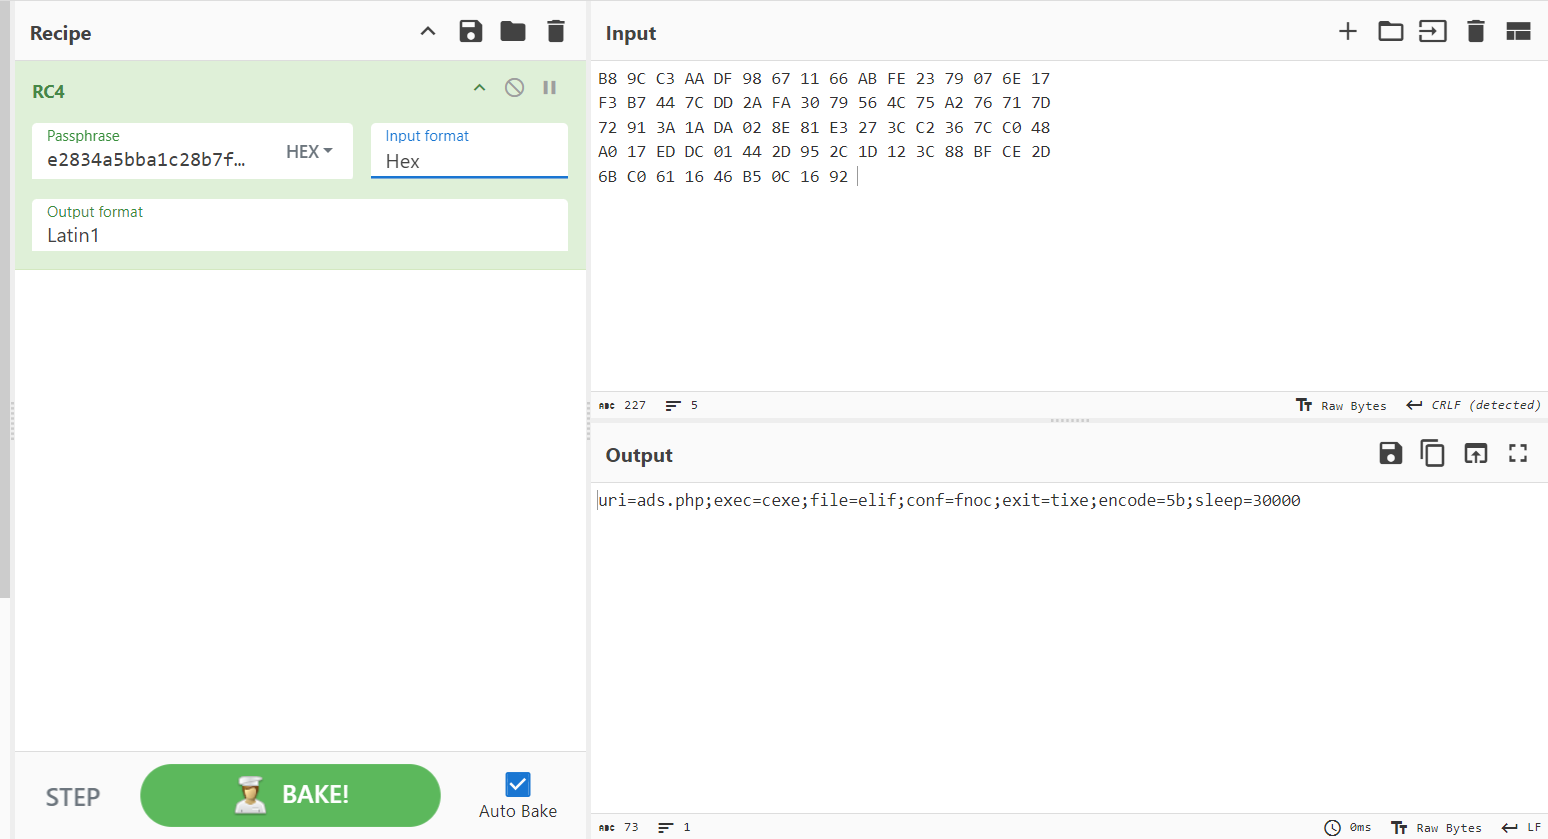 Recipe
RC4
Passphrase
e2834a5bba1c28b7f…
HEX
Input format
Hex
Output format
Latin1
STEP
BAKE!
Auto Bake
Input
B8 9C C3 AA DF 98 67 11 66 AB FE 23 79 07 6E 17
F3 B7 44 7C DD 2A FA 30 79 56 4C 75 A2 76 71 7D
72 91 3A 1A DA 02 8E 81 E3 27 3C C2 36 7C C0 48
A0 17 ED DC 01 44 2D 95 2C 1D 12 3C 88 BF CE 2D
6B C0 61 16 46 B5 0C 16 92
ABC 227 5
Tт Raw Bytes CRLF (detected)
Output
uri=ads.php;exec=cexe;file=elif;conf=fnoc;exit=tixe;encode=5b;sleep=30000
ABC 73 1
0ms Tт Raw Bytes LF